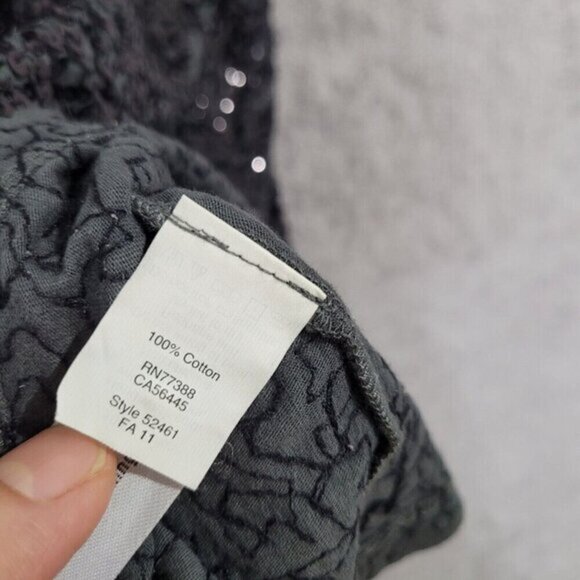 100% Cotton
RN77388
CA56445
Style 52461
FA 11